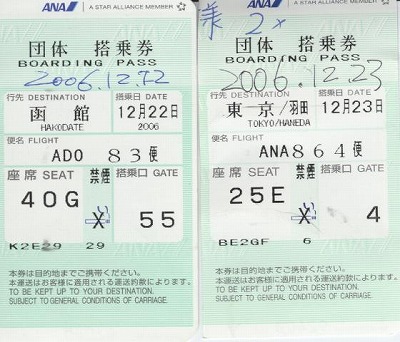 ANA A STAR ALLIANCE MEMBER
団体 搭乗券
BOARDING PASS
2006.12.22
行先 DESTINATION 搭乗日 DATE
函館 12月22日
HAKODATE 2006
便名 FLIGHT
ADO 83便
座席 SEAT 禁煙 搭乗口 GATE
40G 55
K2E29 29
本券は目的地までご携帯ください。
本運送はお客様に適用される運送約款によります。
TO BE KEPT UP TO YOUR DESTINATION.
SUBJECT TO GENERAL CONDITIONS OF CARRIAGE.
様 2x
ANA A STAR ALLIANCE MEMBER
団体 搭乗券
BOARDING PASS
2006.12.23
行先 DESTINATION 搭乗日 DATE
東京/羽田 12月23日
TOKYO/HANEDA 2006
便名 FLIGHT
ANA864便
座席 SEAT 禁煙 搭乗口 GATE
25E 4
BE2GF 6
本券は目的地までご携帯ください。
本運送はお客様に適用される運送約款によります。
TO BE KEPT UP TO YOUR DESTINATION.
SUBJECT TO GENERAL CONDITIONS OF CARRIAGE.